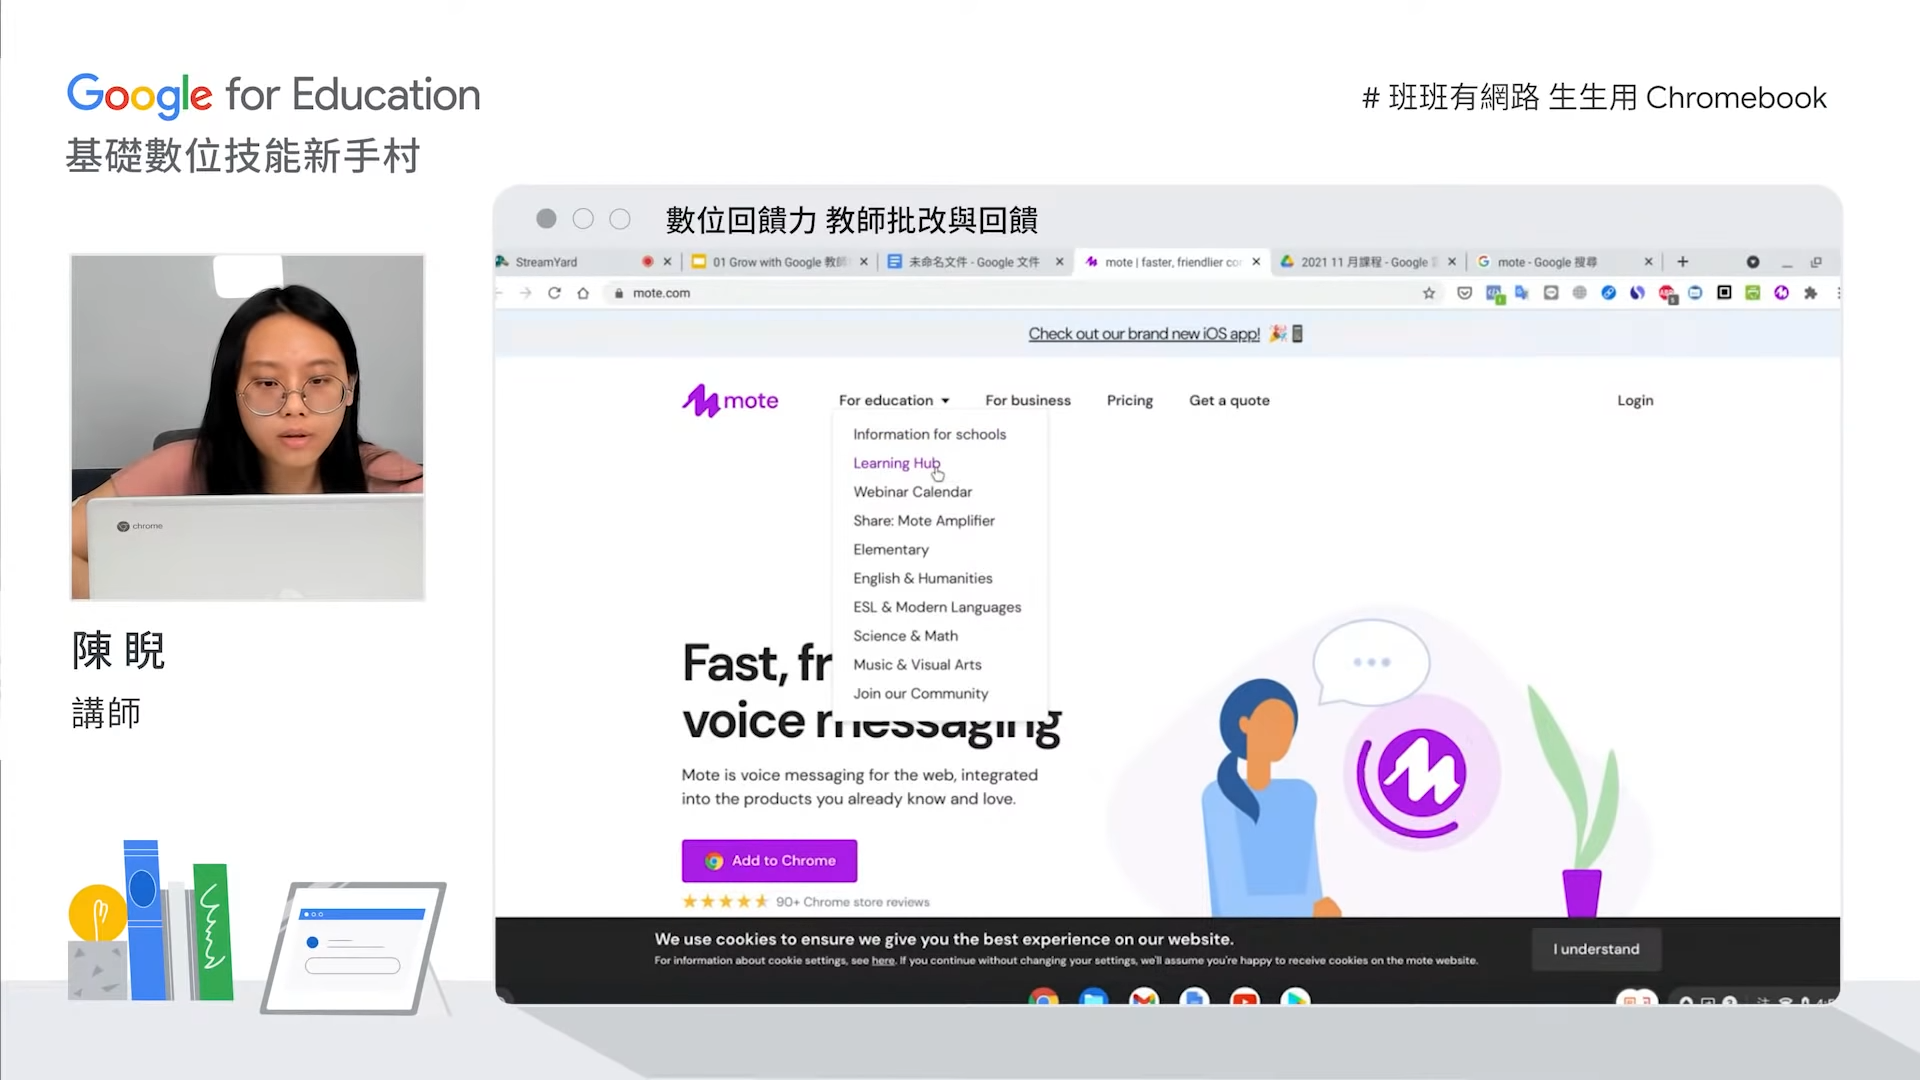 Google for Education
基礎數位技能新手村
# 班班有網路 生生用 Chromebook
數位回饋力 教師批改與回饋
StreamYard
01 Grow with Google 教師
未命名文件 - Google 文件
mote | faster, friendlier co
2021 11 月課程 - Google
mote - Google 搜尋
mote.com
Check out our brand new iOS app!
mote
For education
For business
Pricing
Get a quote
Login
Information for schools
Learning Hub
Webinar Calendar
Share: Mote Amplifier
Elementary
English & Humanities
ESL & Modern Languages
Science & Math
Music & Visual Arts
Join our Community
Fast, fr
voice messaging
Mote is voice messaging for the web, integrated
into the products you already know and love.
Add to Chrome
90+ Chrome store reviews
We use cookies to ensure we give you the best experience on our website.
For information about cookie settings, see here. If you continue without changing your settings, we'll assume you're happy to receive cookies on the mote website.
I understand
chrome
陳 睨
講師